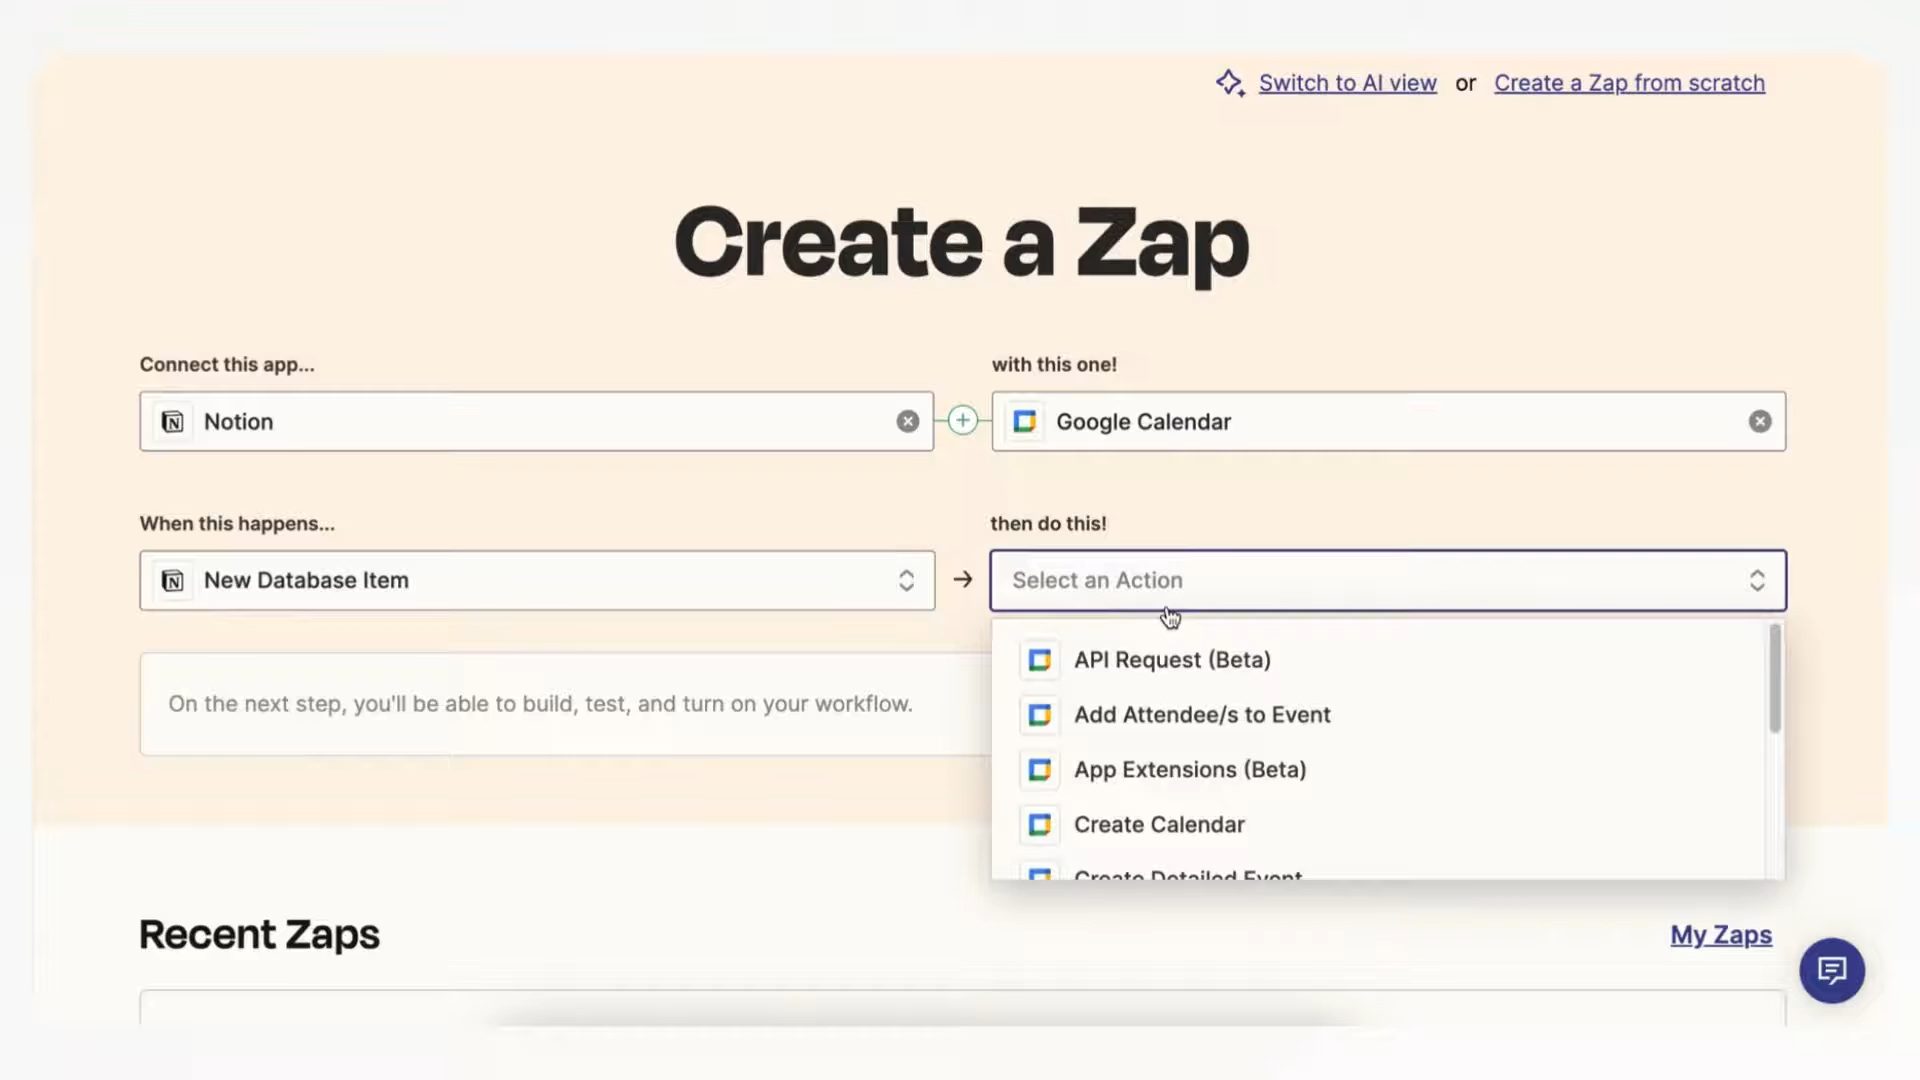 Switch to AI view or Create a Zap from scratch
Create a Zap
Connect this app...
with this one!
Notion
Google Calendar
When this happens...
then do this!
New Database Item
Select an Action
On the next step, you'll be able to build, test, and turn on your workflow.
API Request (Beta)
Add Attendee/s to Event
App Extensions (Beta)
Create Calendar
Create Detailed Event
Recent Zaps
My Zaps